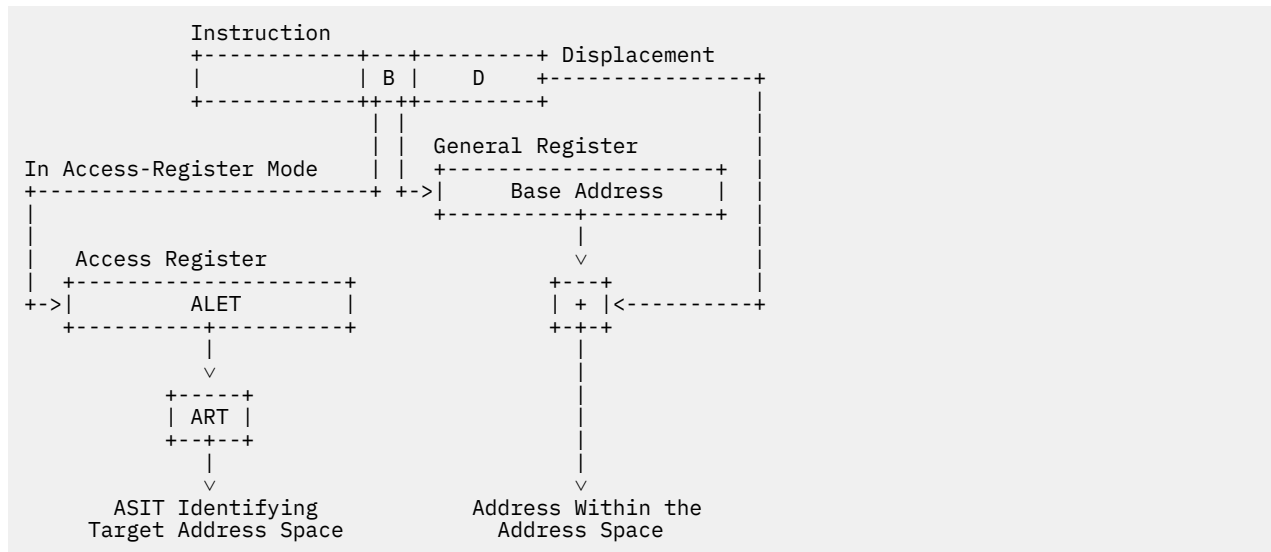 Instruction
Displacement
B D
General Register
In Access-Register Mode
Base Address
Access Register
ALET +
ART
ASIT Identifying Address Within the
Target Address Space Address Space